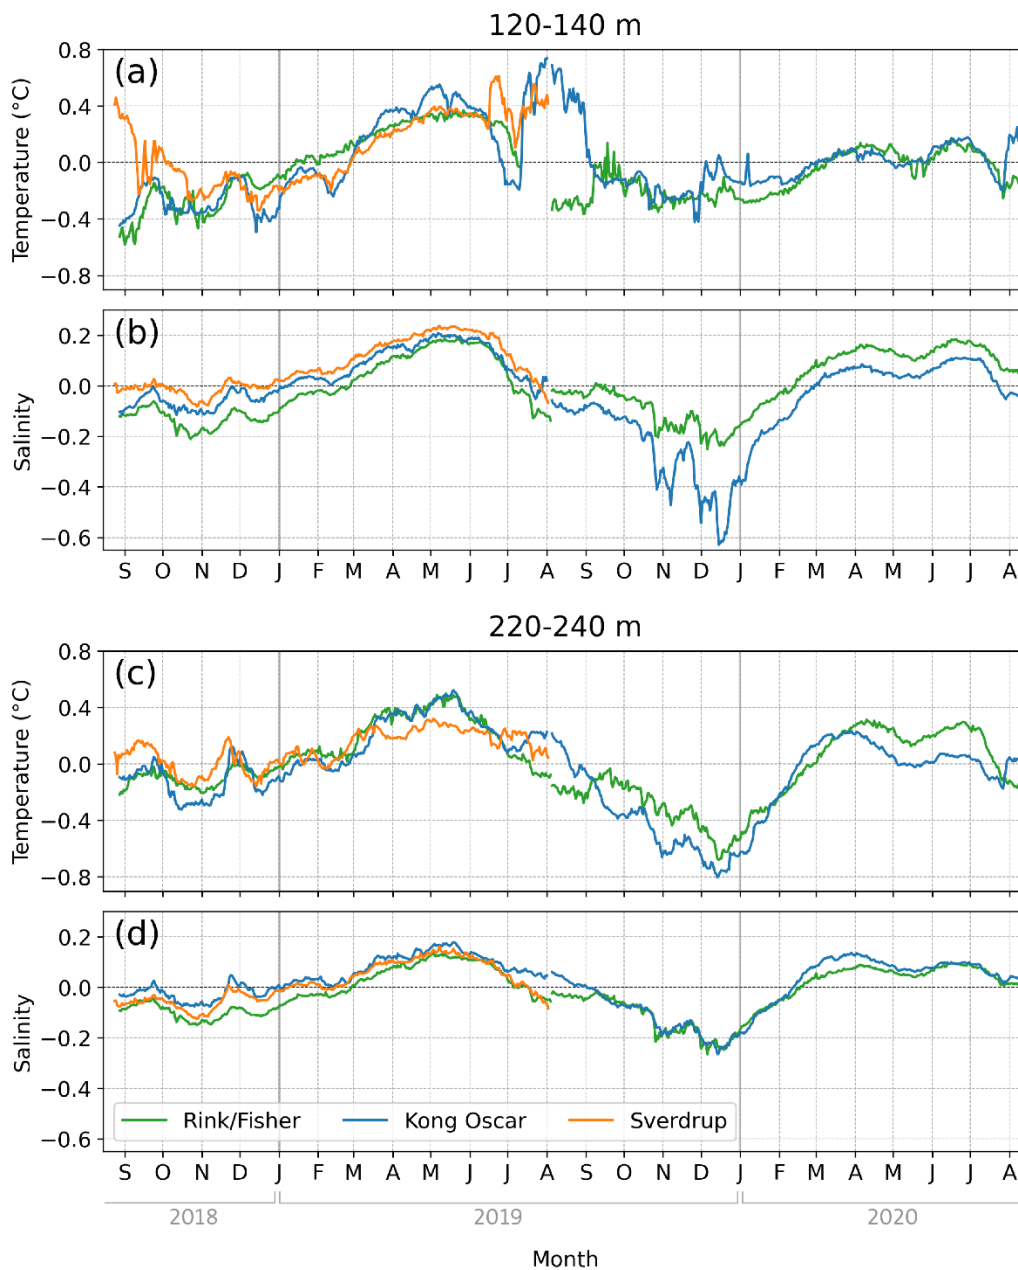 120-140 m
(a)
Temperature (°C)
0.8
0.4
0.0
−0.4
−0.8
(b)
Salinity
0.2
0.0
−0.2
−0.4
−0.6
S O N D J F M A M J J A S O N D J F M A M J J A
220-240 m
(c)
Temperature (°C)
0.8
0.4
0.0
−0.4
−0.8
(d)
Salinity
0.2
0.0
−0.2
−0.4
−0.6
Rink/Fisher Kong Oscar Sverdrup
S O N D J F M A M J J A S O N D J F M A M J J A
2018 2019 2020
Month